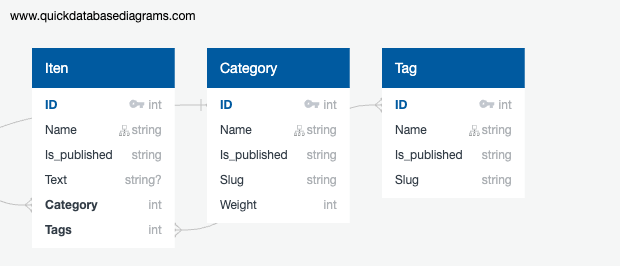 www.quickdatabasediagrams.com
Iten
ID int
Name string
Is_published string
Text string?
Category int
Tags int
Category
ID int
Name string
Is_published string
Slug string
Weight int
Tag
ID int
Name string
Is_published string
Slug string